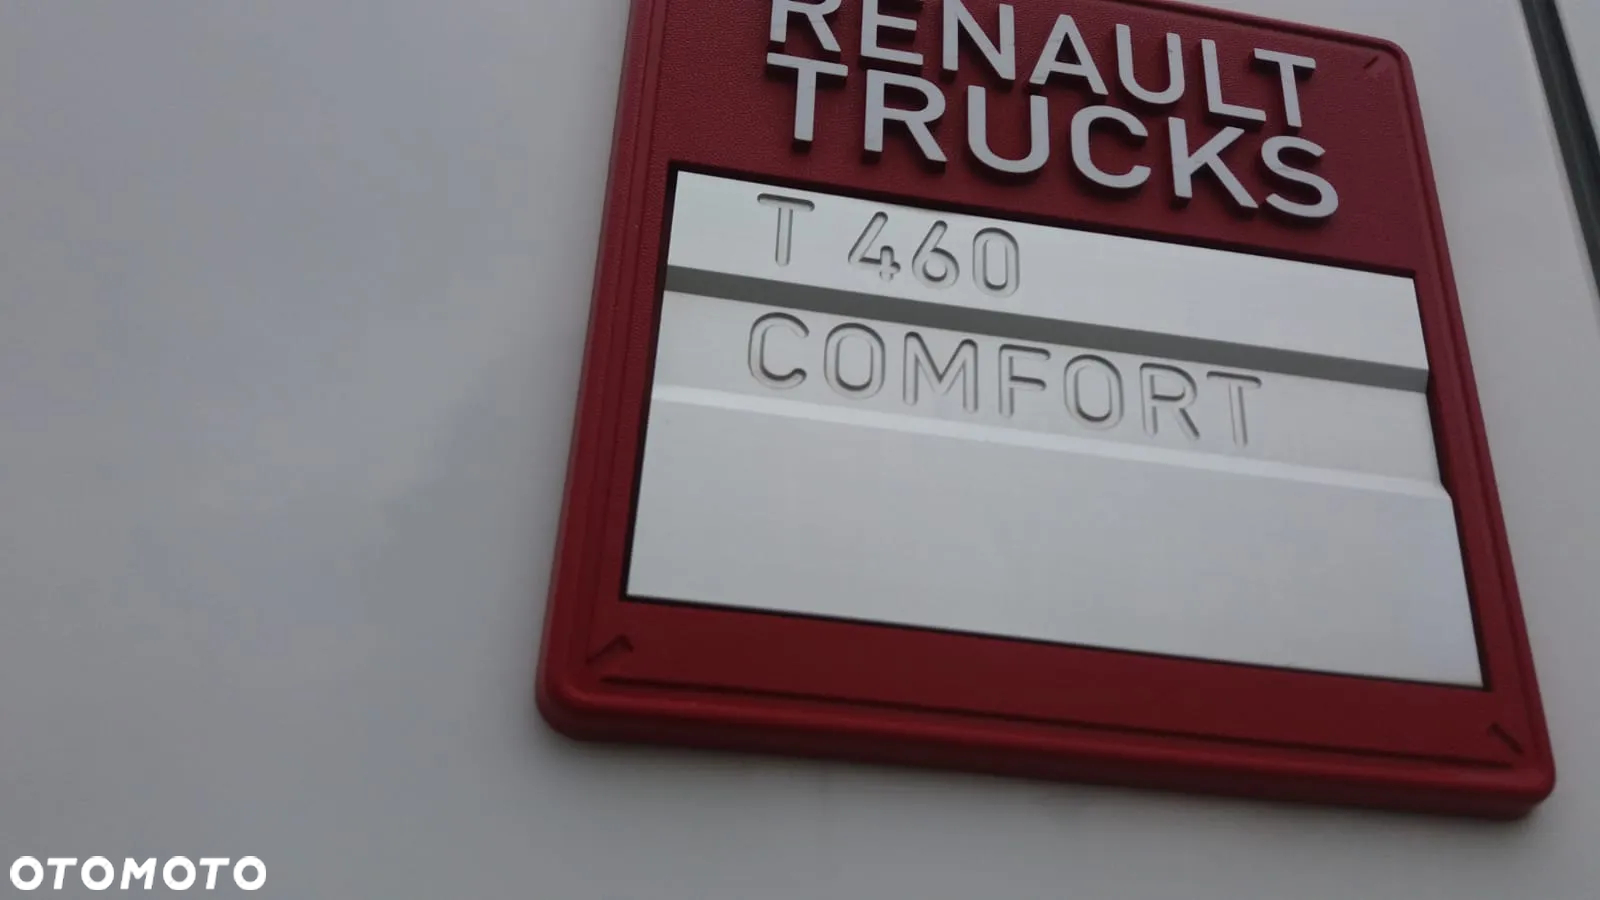 RENAULT
TRUCKS
T 460
COMFORT
OTOMOTO